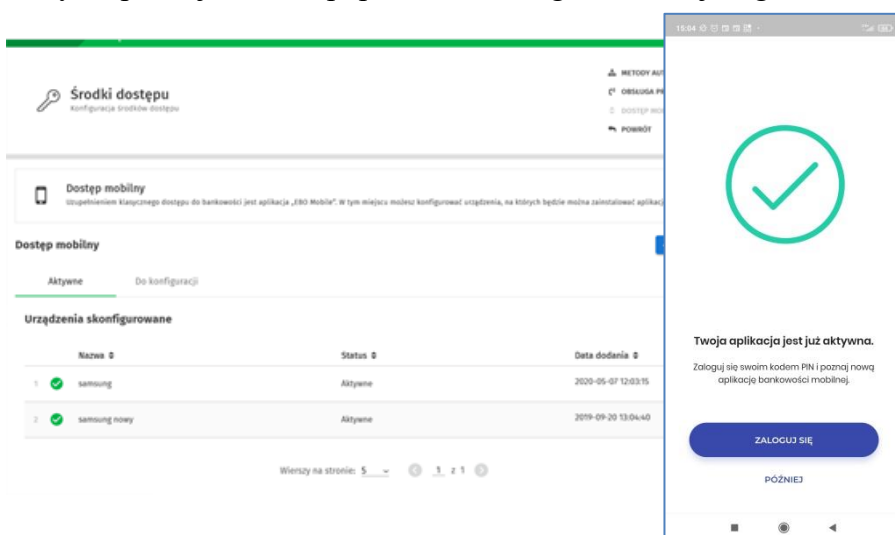 Środki dostępu
Konfiguracja środków dostępu
METODY AUT
OBSŁUGA PR
DOSTĘP MO
POWRÓT
Dostęp mobilny
Uzupełnieniem klasycznego dostępu do bankowości jest aplikacja „EBO Mobile". W tym miejscu możesz konfigurować urządzenia, na których będzie można zainstalować aplikacj
Dostęp mobilny
Aktywne Do konfiguracji
Urządzenia skonfigurowane
Nazwa Status Data dodania
1 samsung Aktywne 2020-05-07 12:03:15
2 samsung nowy Aktywne 2019-09-20 13:04:40
Wierszy na stronie: 5 1 z 1
15:04
Twoja aplikacja jest już aktywna.
Zaloguj się swoim kodem PIN i poznaj nową
aplikację bankowości mobilnej.
ZALOGUJ SIĘ
PÓŹNIEJ